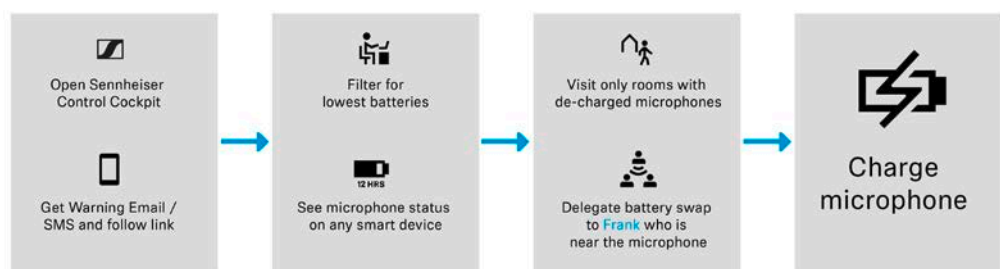 Open Sennheiser
Control Cockpit
Get Warning Email /
SMS and follow link
Filter for
lowest batteries
12 HRS
See microphone status
on any smart device
Visit only rooms with
de-charged microphones
Delegate battery swap
to Frank who is
near the microphone
Charge
microphone